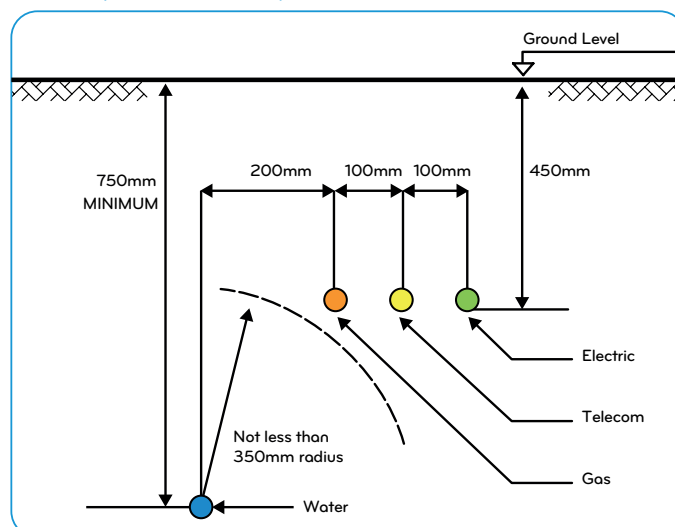 Ground Level
200mm
100mm
100mm
750mm
MINIMUM
450mm
Electric
Telecom
Not less than
350mm radius
Gas
Water